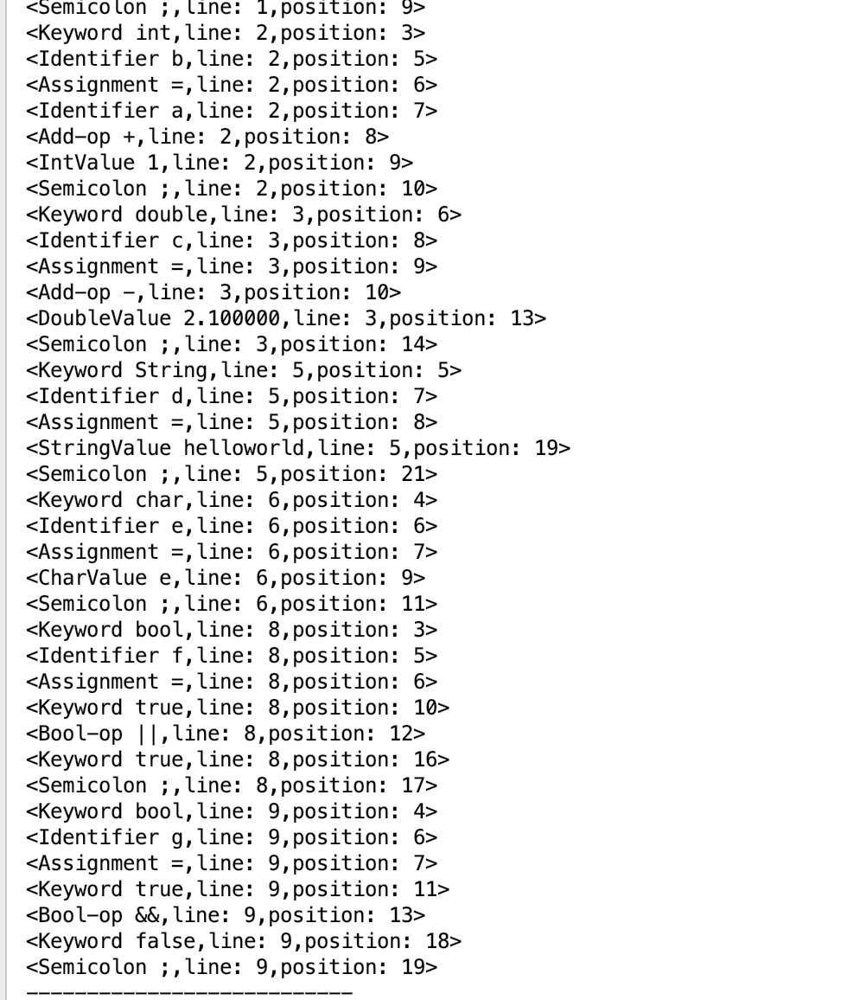 <Semicolon ;,line: 1,position: 9>
<Keyword int,line: 2,position: 3>
<Identifier b,line: 2,position: 5>
<Assignment =,line: 2,position: 6>
<Identifier a,line: 2,position: 7>
<Add-op +,line: 2,position: 8>
<IntValue 1,line: 2,position: 9>
<Semicolon ;,line: 2,position: 10>
<Keyword double,line: 3,position: 6>
<Identifier c,line: 3,position: 8>
<Assignment =,line: 3,position: 9>
<Add-op -,line: 3,position: 10>
<DoubleValue 2.100000,line: 3,position: 13>
<Semicolon ;,line: 3,position: 14>
<Keyword String,line: 5,position: 5>
<Identifier d,line: 5,position: 7>
<Assignment =,line: 5,position: 8>
<StringValue helloworld,line: 5,position: 19>
<Semicolon ;,line: 5,position: 21>
<Keyword char,line: 6,position: 4>
<Identifier e,line: 6,position: 6>
<Assignment =,line: 6,position: 7>
<CharValue e,line: 6,position: 9>
<Semicolon ;,line: 6,position: 11>
<Keyword bool,line: 8,position: 3>
<Identifier f,line: 8,position: 5>
<Assignment =,line: 8,position: 6>
<Keyword true,line: 8,position: 10>
<Bool-op ||,line: 8,position: 12>
<Keyword true,line: 8,position: 16>
<Semicolon ;,line: 8,position: 17>
<Keyword bool,line: 9,position: 4>
<Identifier g,line: 9,position: 6>
<Assignment =,line: 9,position: 7>
<Keyword true,line: 9,position: 11>
<Bool-op &&,line: 9,position: 13>
<Keyword false,line: 9,position: 18>
<Semicolon ;,line: 9,position: 19>
---------------------------